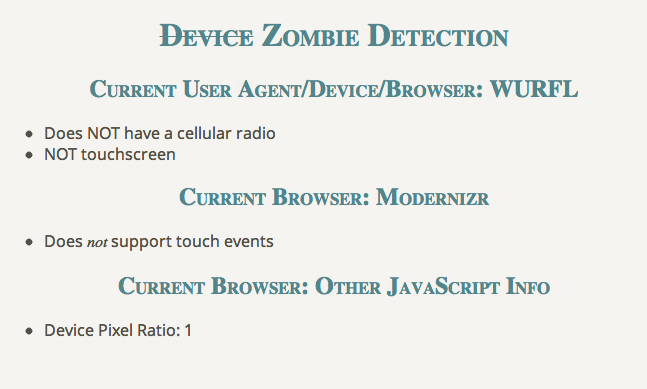 Device Zombie Detection
Current User Agent/Device/Browser: WURFL
Does NOT have a cellular radio
NOT touchscreen
Current Browser: Modernizr
Does not support touch events
Current Browser: Other JavaScript Info
Device Pixel Ratio: 1